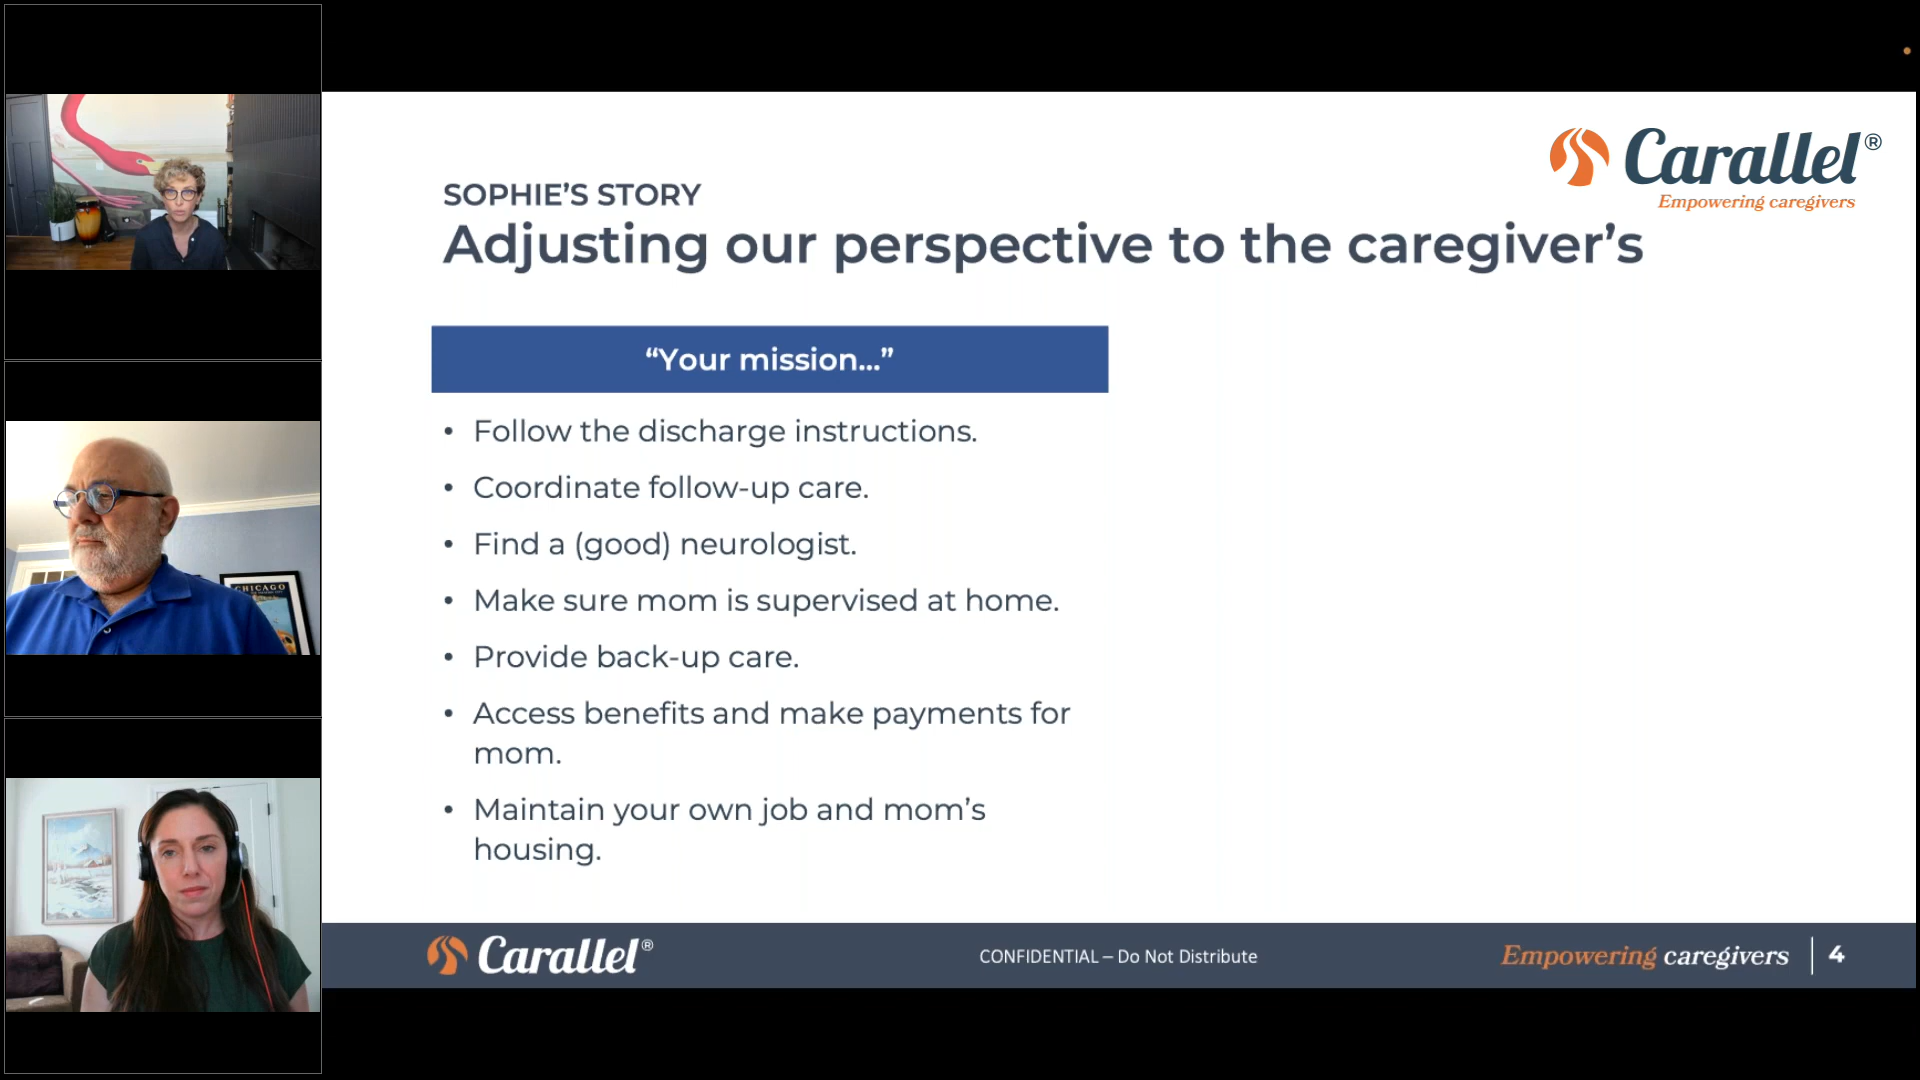 Carallel®
Empowering caregivers
SOPHIE’S STORY
Adjusting our perspective to the caregiver’s
“Your mission...”
• Follow the discharge instructions.
• Coordinate follow-up care.
• Find a (good) neurologist.
• Make sure mom is supervised at home.
• Provide back-up care.
• Access benefits and make payments for
mom.
• Maintain your own job and mom’s
housing.
CHICAGO
Carallel®
CONFIDENTIAL – Do Not Distribute
Empowering caregivers
4